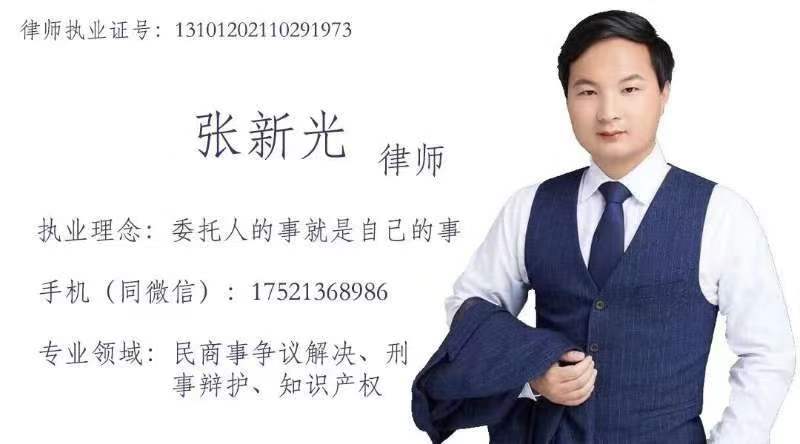 律师执业证号：13101202110291973
张新光 律师
执业理念：委托人的事就是自己的事
手机（同微信）：17521368986
专业领域：民商事争议解决、刑
事辩护、知识产权